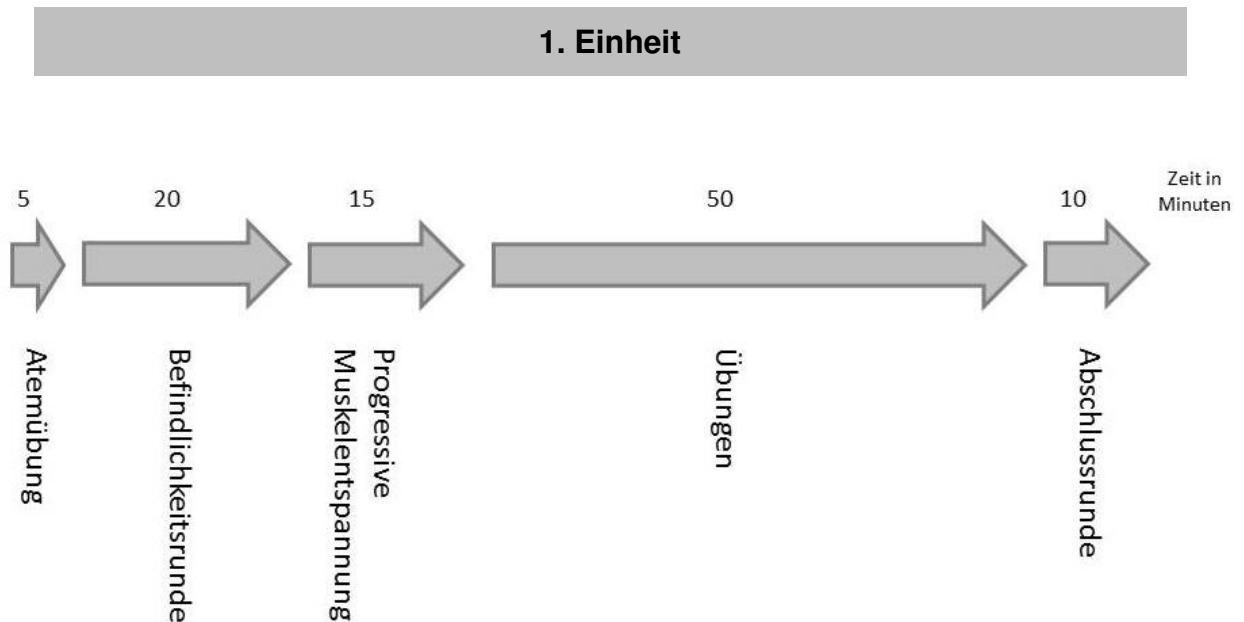 1. Einheit
5
20
15
50
10
Zeit in
Minuten
Atemübung
Befindlichkeitsrunde
Progressive
Muskelentspannung
Übungen
Abschlussrunde